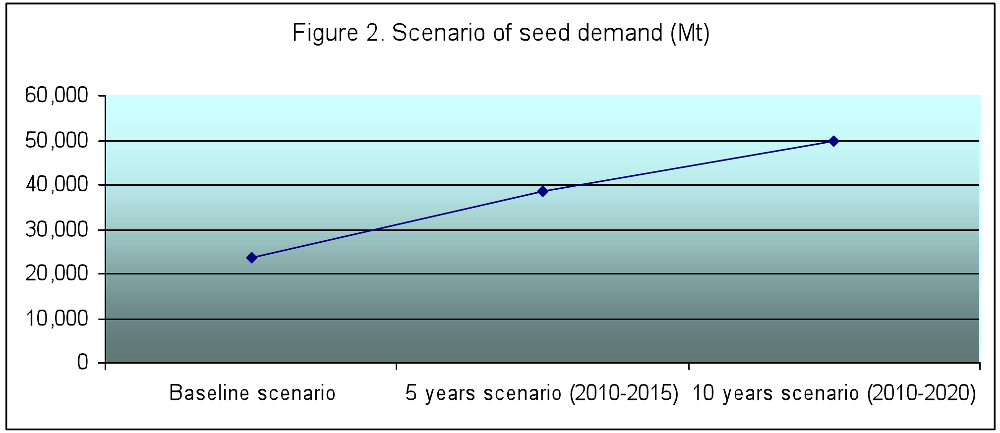 Figure 2. Scenario of seed demand (Mt)
60,000
50,000
40,000
30,000
20,000
10,000
0
Baseline scenario
5 years scenario (2010-2015)
10 years scenario (2010-2020)